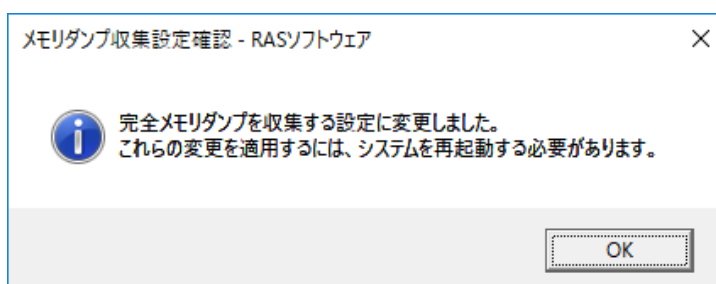 メモリダンプ収集設定確認 - RASソフトウェア
完全メモリダンプを収集する設定に変更しました。
これらの変更を適用するには、システムを再起動する必要があります。
OK